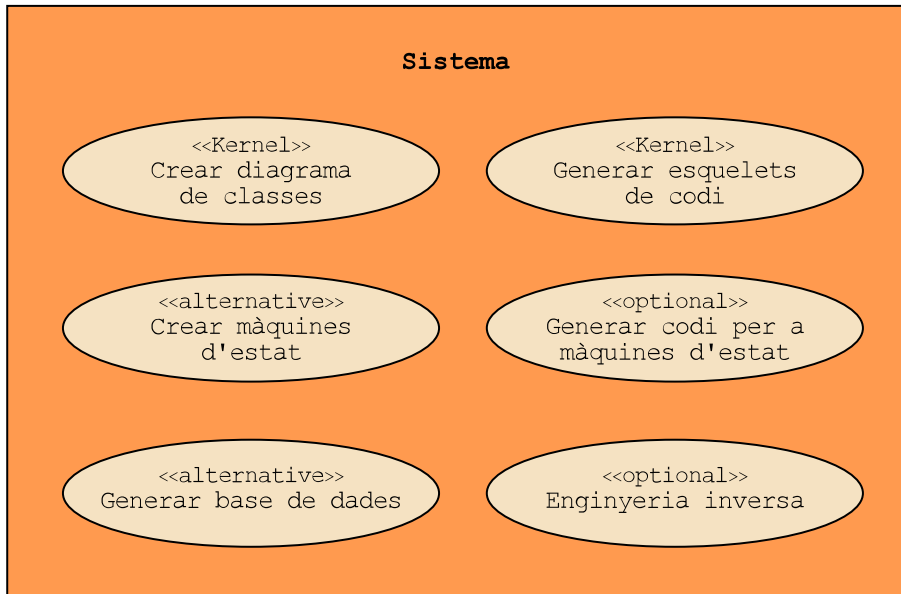 Sistema
<<Kernel>>
Crear diagrama
de classes
<<Kernel>>
Generar esquelets
de codi
<<alternative>>
Crear màquines
d'estat
<<optional>>
Generar codi per a
màquines d'estat
<<alternative>>
Generar base de dades
<<optional>>
Enginyeria inversa